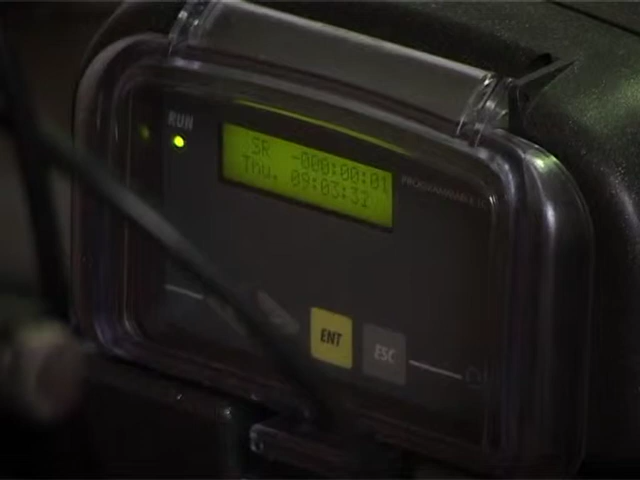 RUN
SR -000:00:01
Thu. 09:03:32
PROGRAMMABLE
ENT
ESC